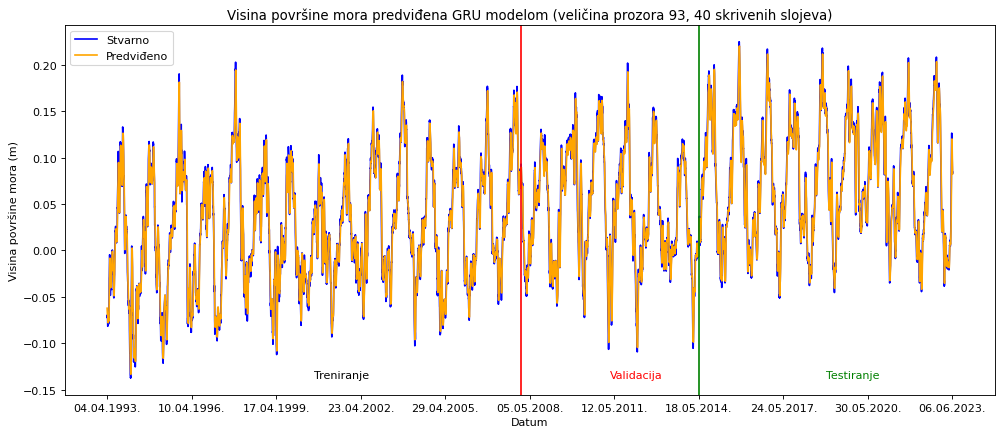 Visina površine mora predviđena GRU modelom (veličina prozora 93, 40 skrivenih slojeva)
Stvarno
Predviđeno
Visina površine mora (m)
0.20
0.15
0.10
0.05
0.00
−0.05
−0.10
−0.15
Treniranje
Validacija
Testiranje
04.04.1993.
10.04.1996.
17.04.1999.
23.04.2002.
29.04.2005.
05.05.2008.
12.05.2011.
18.05.2014.
24.05.2017.
30.05.2020.
06.06.2023.
Datum